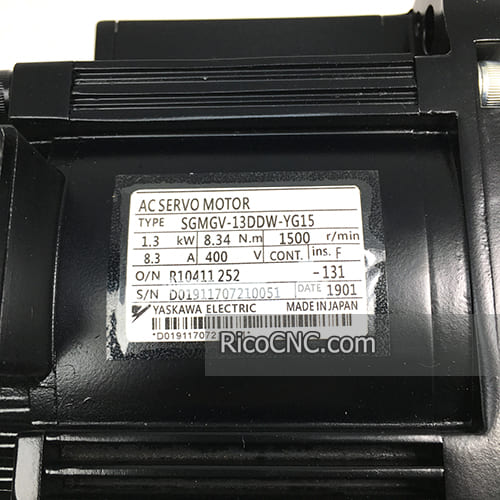 AC SERVO MOTOR
TYPE SGMGV-13DDW-YG15
1.3 kW 8.34 N.m 1500 r/min
8.3 A 400 V CONT. ins. F
O/N R10411 252 -131
S/N D01911707210051 DATE 1901
YASKAWA ELECTRIC MADE IN JAPAN
*D0191170721
RicoCNC.com